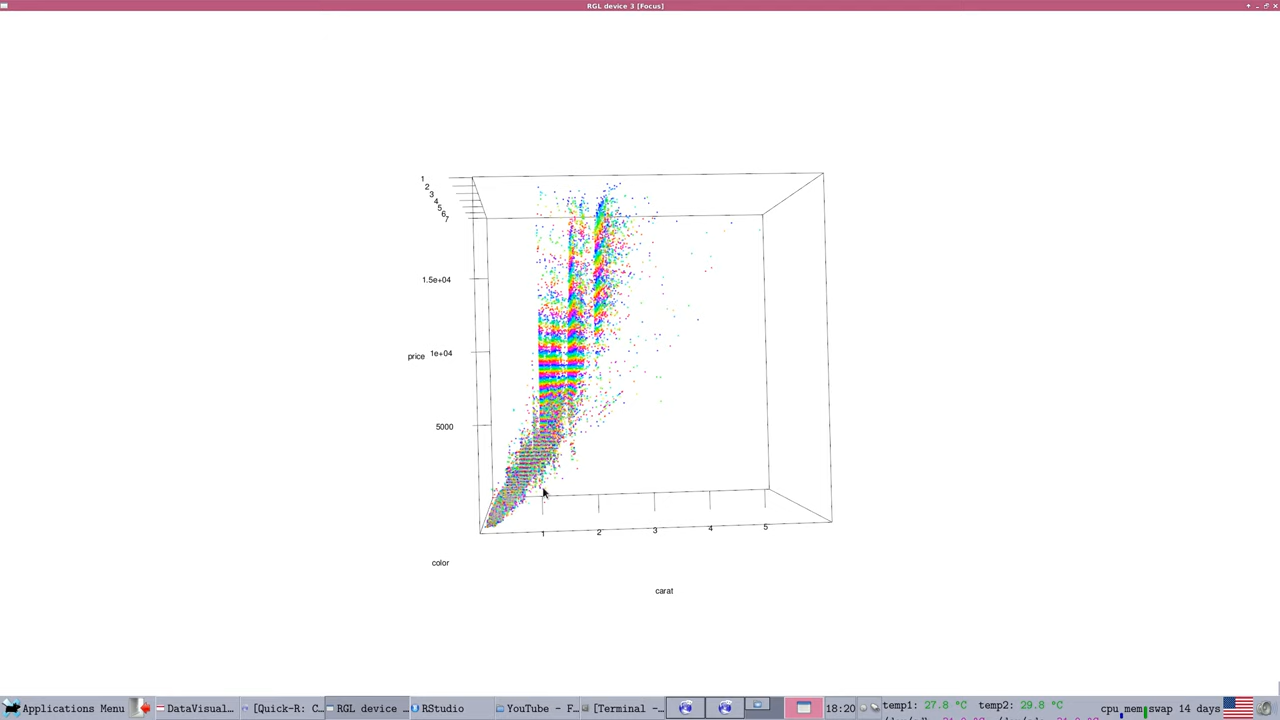 RGL device 3 [Focus]
1
2
3
4
5
6
7
1.5e+04
price 1e+04
5000
1 2 3 4 5
color
carat
Applications Menu DataVisual... [Quick-R: C... RGL device ... RStudio YouTube - F... [Terminal -... 18:20 temp1: 27.8 °C temp2: 29.8 °C cpu mem swap 14 days